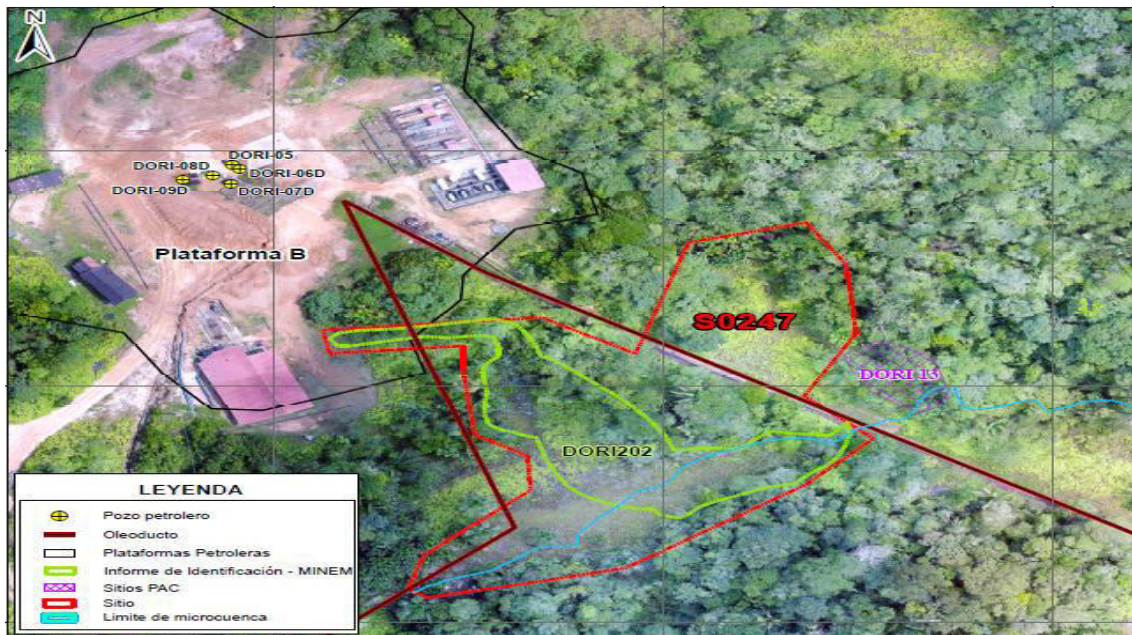 N
DORI-05
DORI-08D
DORI-06D
DORI-09D
DORI-07D
Plataforma B
S0247
DORI 13
DORI202
LEYENDA
Pozo petrolero
Oleoducto
Plataformas Petroleras
Informe de Identificación - MINEM
Sitios PAC
Sitio
Limite de microcuenca